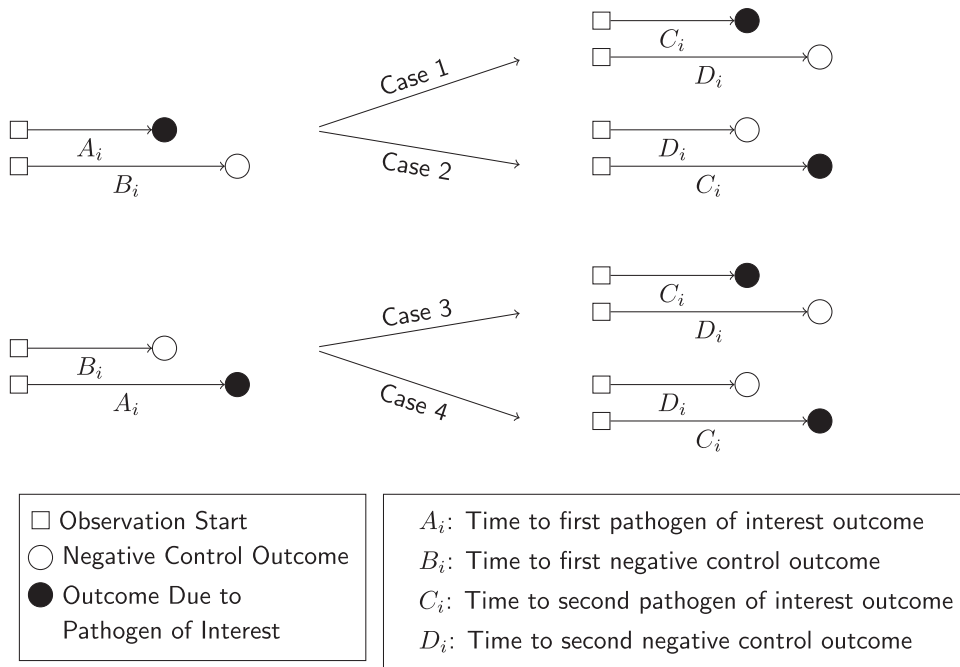 C_i
D_i
Case 1
A_i
B_i
Case 2
D_i
C_i
C_i
Case 3
D_i
B_i
A_i
Case 4
D_i
C_i
Observation Start
Negative Control Outcome
Outcome Due to
Pathogen of Interest
A_i: Time to first pathogen of interest outcome
B_i: Time to first negative control outcome
C_i: Time to second pathogen of interest outcome
D_i: Time to second negative control outcome